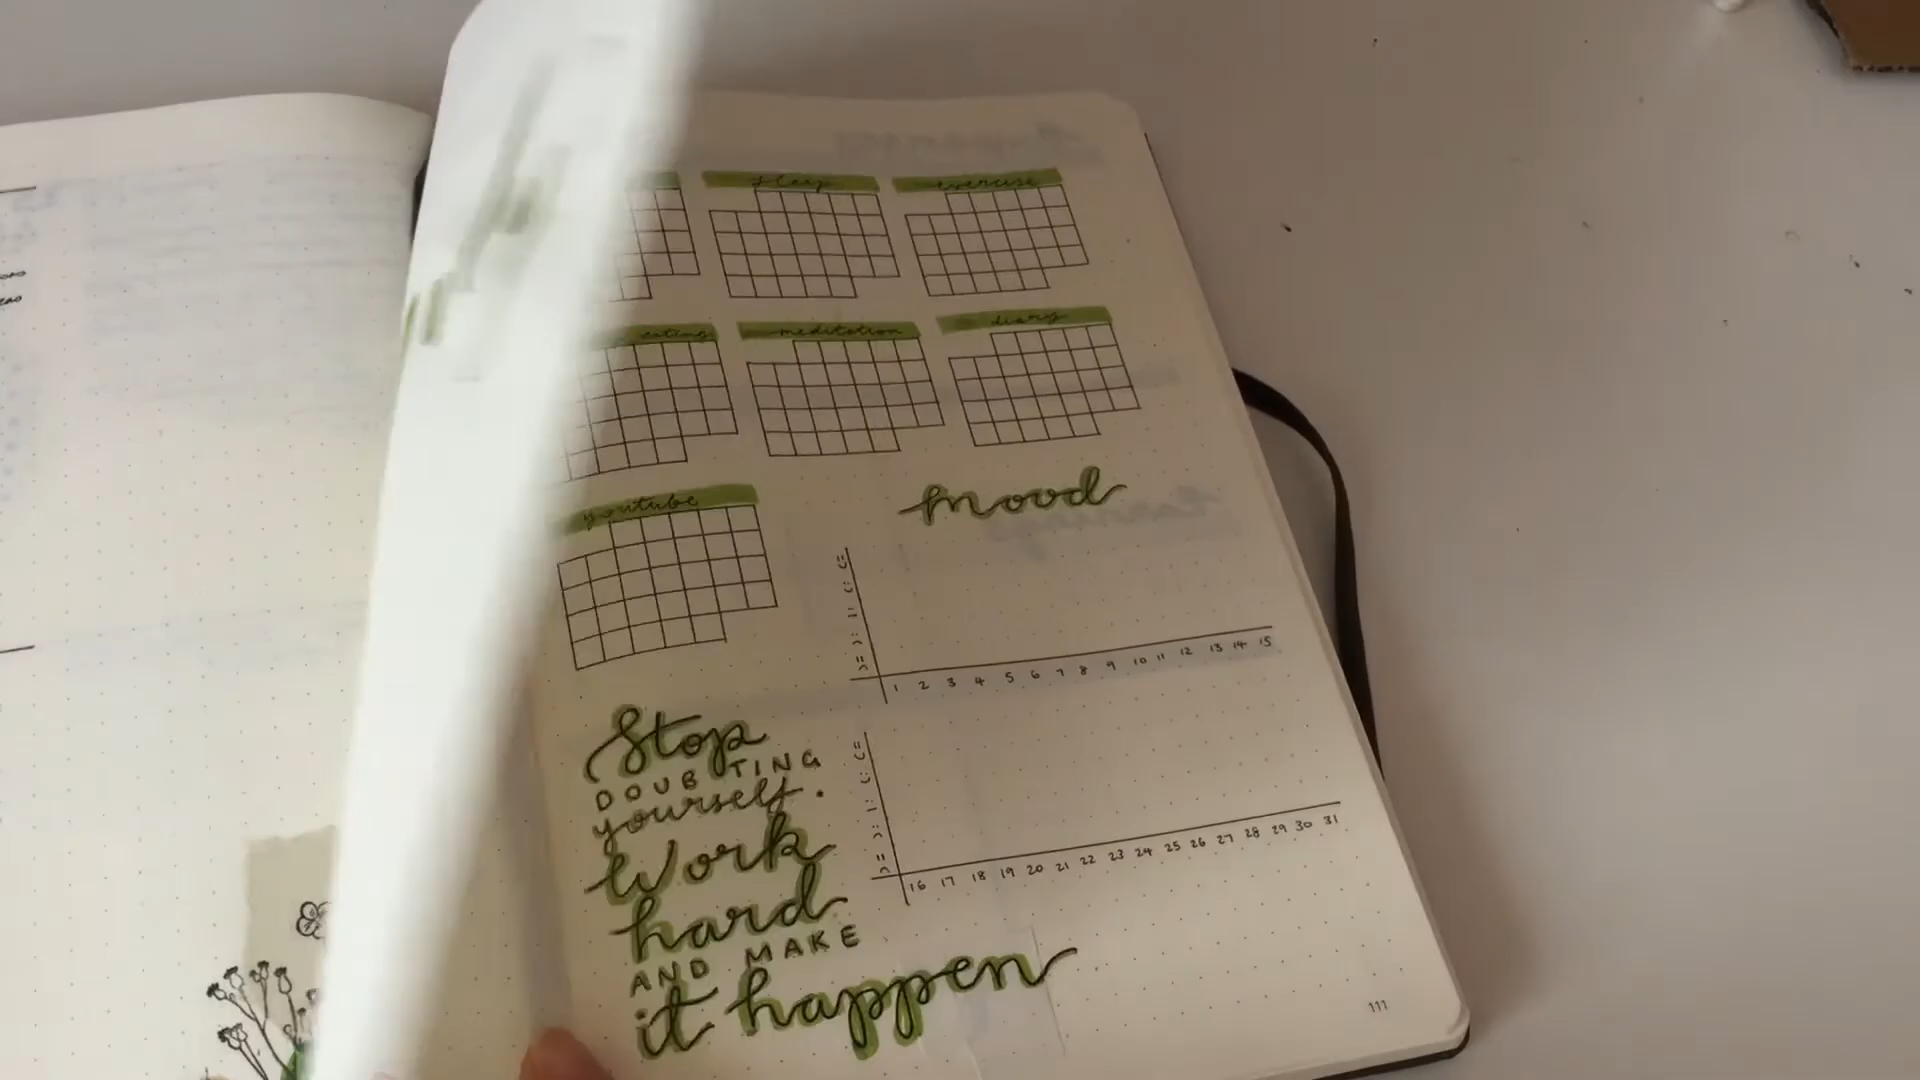 sleep
exercise
eating
meditation
diary
youtube
mood
(= (: |: ): )=
1 2 3 4 5 6 7 8 9 10 11 12 13 14 15
(= (: |: ): )=
16 17 18 19 20 21 22 23 24 25 26 27 28 29 30 31
Stop
DOUBTING
yourself.
Work
hard
AND MAKE
it happen
111